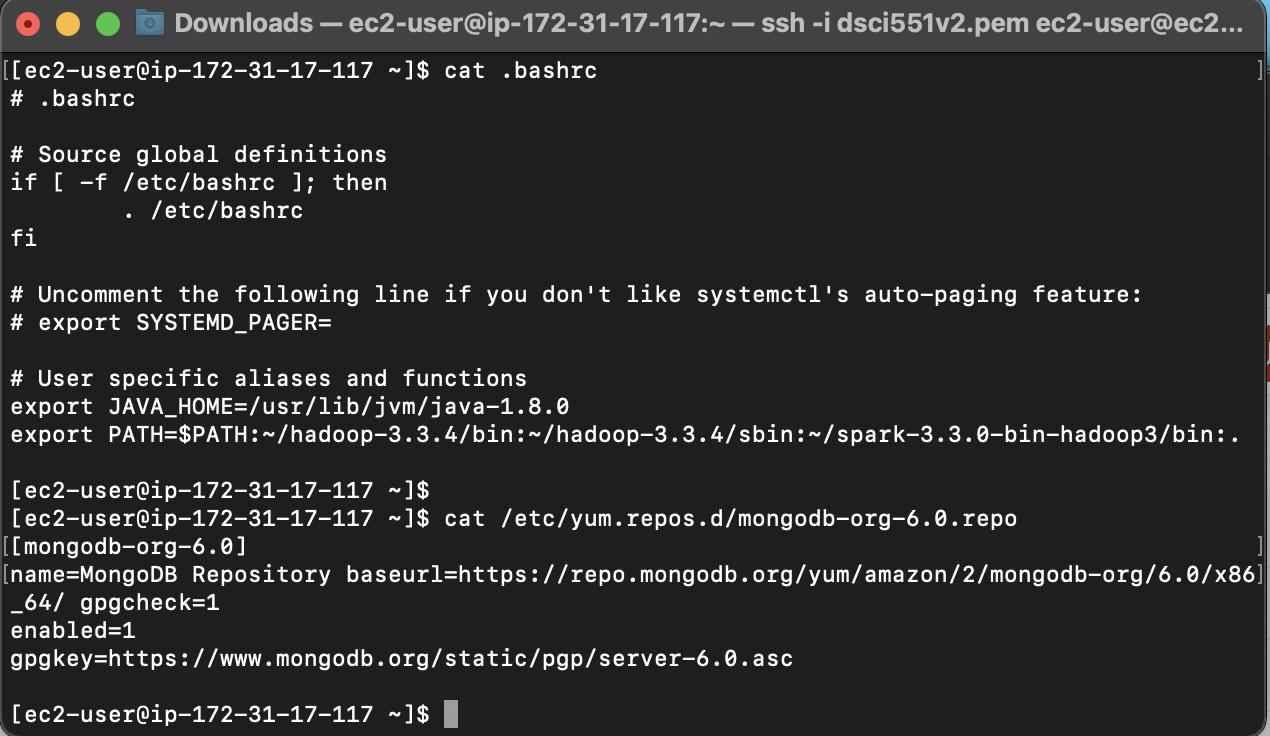 Downloads — ec2-user@ip-172-31-17-117:~ — ssh -i dsci551v2.pem ec2-user@ec2...
[[ec2-user@ip-172-31-17-117 ~]$ cat .bashrc ]
# .bashrc
# Source global definitions
if [ -f /etc/bashrc ]; then
. /etc/bashrc
fi
# Uncomment the following line if you don't like systemctl's auto-paging feature:
# export SYSTEMD_PAGER=
# User specific aliases and functions
export JAVA_HOME=/usr/lib/jvm/java-1.8.0
export PATH=$PATH:~/hadoop-3.3.4/bin:~/hadoop-3.3.4/sbin:~/spark-3.3.0-bin-hadoop3/bin:.
[ec2-user@ip-172-31-17-117 ~]$
[ec2-user@ip-172-31-17-117 ~]$ cat /etc/yum.repos.d/mongodb-org-6.0.repo
[[mongodb-org-6.0] ]
[name=MongoDB Repository baseurl=https://repo.mongodb.org/yum/amazon/2/mongodb-org/6.0/x86]
_64/ gpgcheck=1
enabled=1
gpgkey=https://www.mongodb.org/static/pgp/server-6.0.asc
[ec2-user@ip-172-31-17-117 ~]$